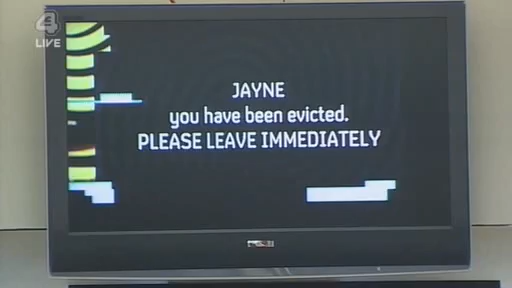 4
LIVE
JAYNE
you have been evicted.
PLEASE LEAVE IMMEDIATELY